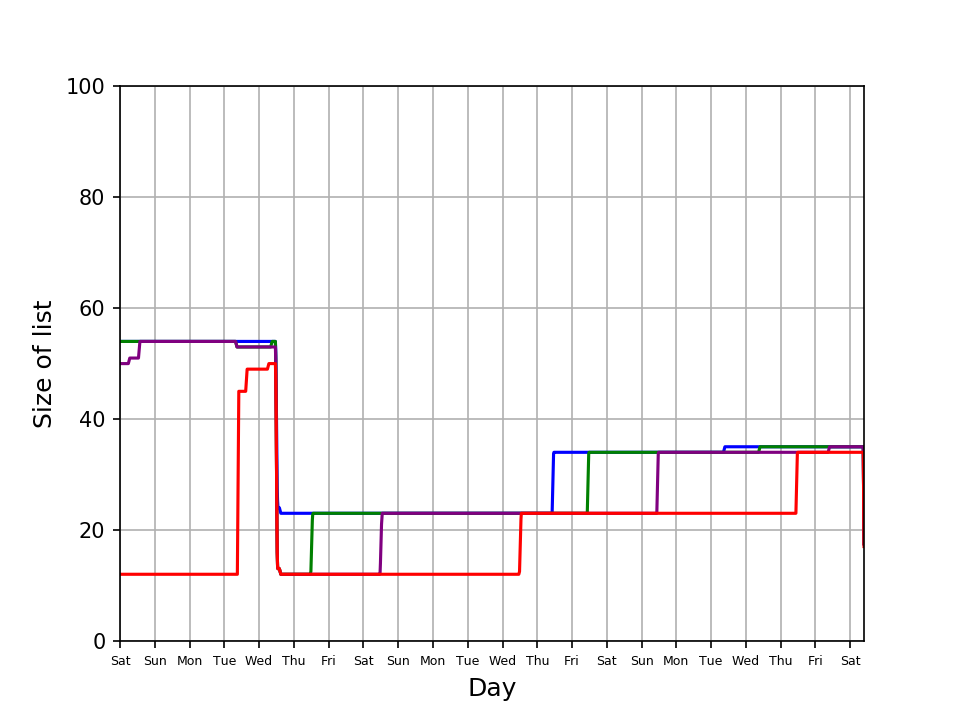 100
80
60
40
20
0
Size of list
Sat Sun Mon Tue Wed Thu Fri Sat Sun Mon Tue Wed Thu Fri Sat Sun Mon Tue Wed Thu Fri Sat
Day